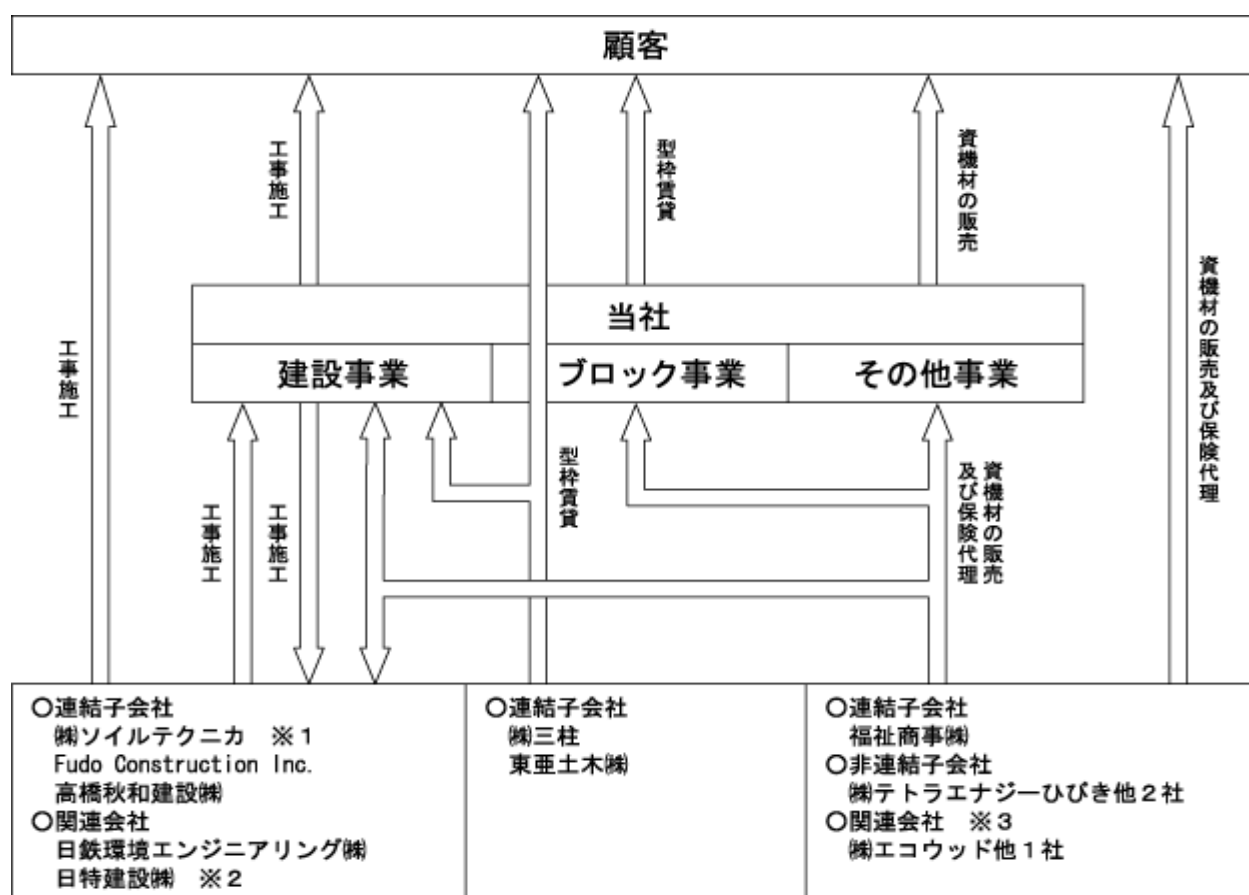 顧客
工事施工
型枠賃貸
資機材の販売
工事施工
資機材の販売及び保険代理
当社
建設事業
ブロック事業
その他事業
工事施工
工事施工
型枠賃貸
資機材の販売
及び保険代理
〇連結子会社
㈱ソイルテクニカ ※1
Fudo Construction Inc.
高橋秋和建設㈱
〇関連会社
日鉄環境エンジニアリング㈱
日特建設㈱ ※2
〇連結子会社
㈱三柱
東亜土木㈱
〇連結子会社
福祉商事㈱
〇非連結子会社
㈱テトラエナジーひびき他2社
〇関連会社 ※3
㈱エコウッド他1社